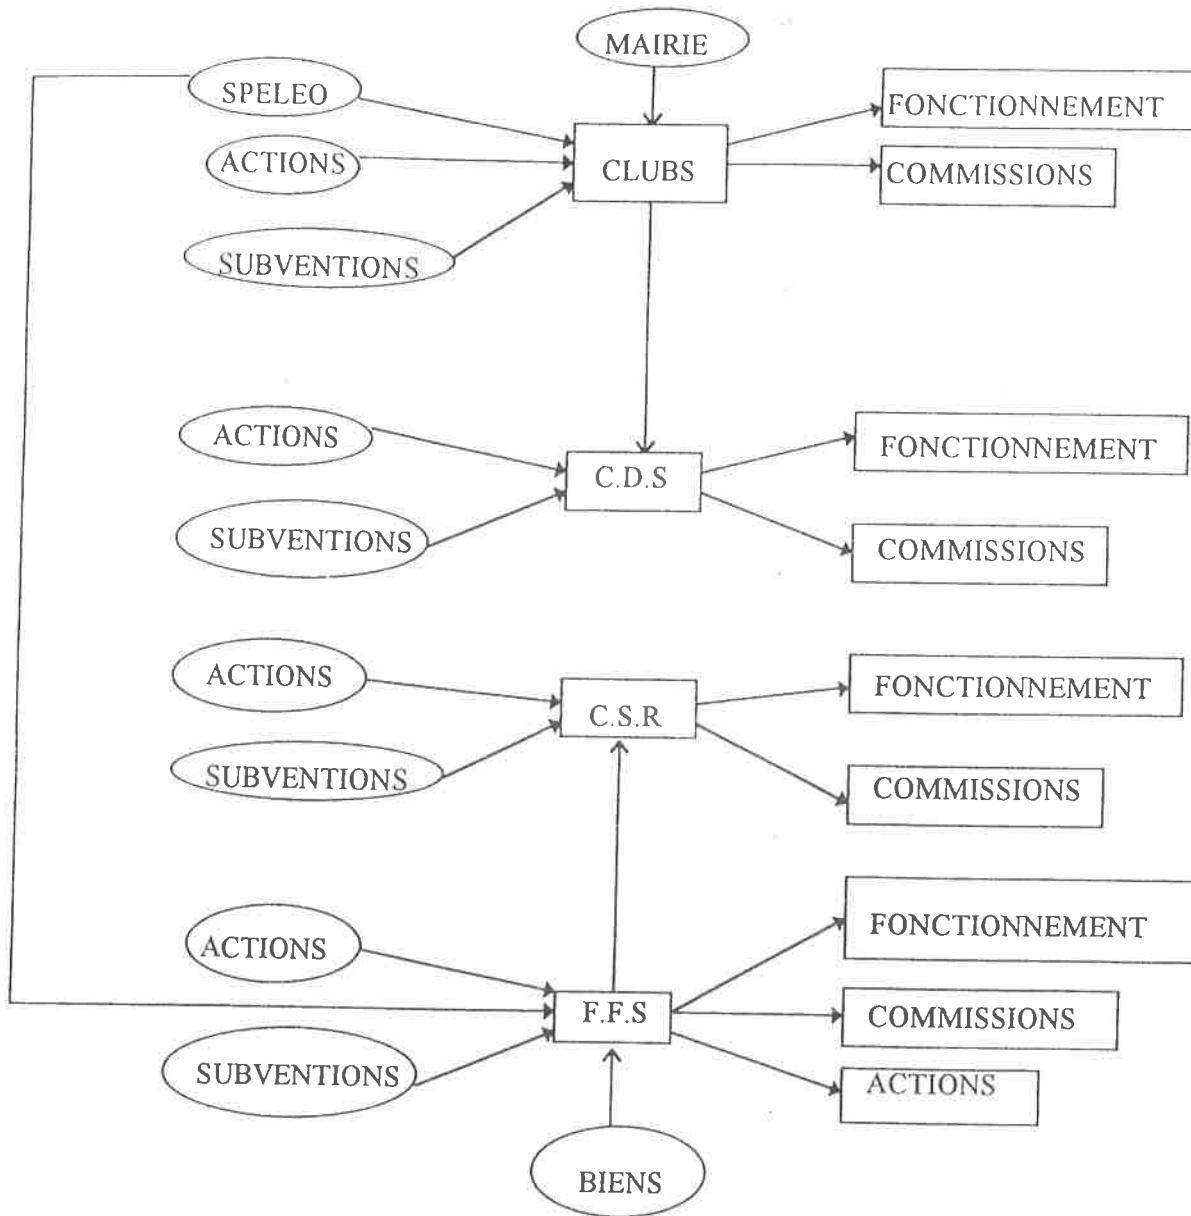 MAIRIE
SPELEO
FONCTIONNEMENT
ACTIONS
CLUBS
COMMISSIONS
SUBVENTIONS
ACTIONS
FONCTIONNEMENT
C.D.S
SUBVENTIONS
COMMISSIONS
ACTIONS
FONCTIONNEMENT
C.S.R
SUBVENTIONS
COMMISSIONS
ACTIONS
FONCTIONNEMENT
F.F.S
COMMISSIONS
SUBVENTIONS
ACTIONS
BIENS